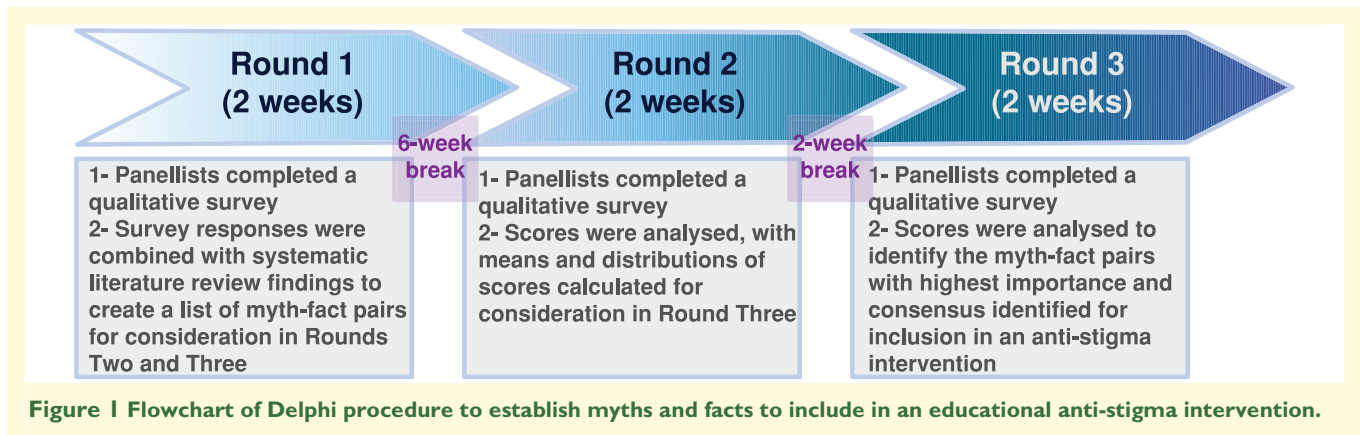 Round 1
(2 weeks)
6-week
break
Round 2
(2 weeks)
2-week
break
Round 3
(2 weeks)
1- Panellists completed a
qualitative survey
2- Survey responses were
combined with systematic
literature review findings to
create a list of myth-fact pairs
for consideration in Rounds
Two and Three
1- Panellists completed a
qualitative survey
2- Scores were analysed, with
means and distributions of
scores calculated for
consideration in Round Three
1- Panellists completed a
qualitative survey
2- Scores were analysed to
identify the myth-fact pairs
with highest importance and
consensus identified for
inclusion in an anti-stigma
intervention
Figure 1 Flowchart of Delphi procedure to establish myths and facts to include in an educational anti-stigma intervention.